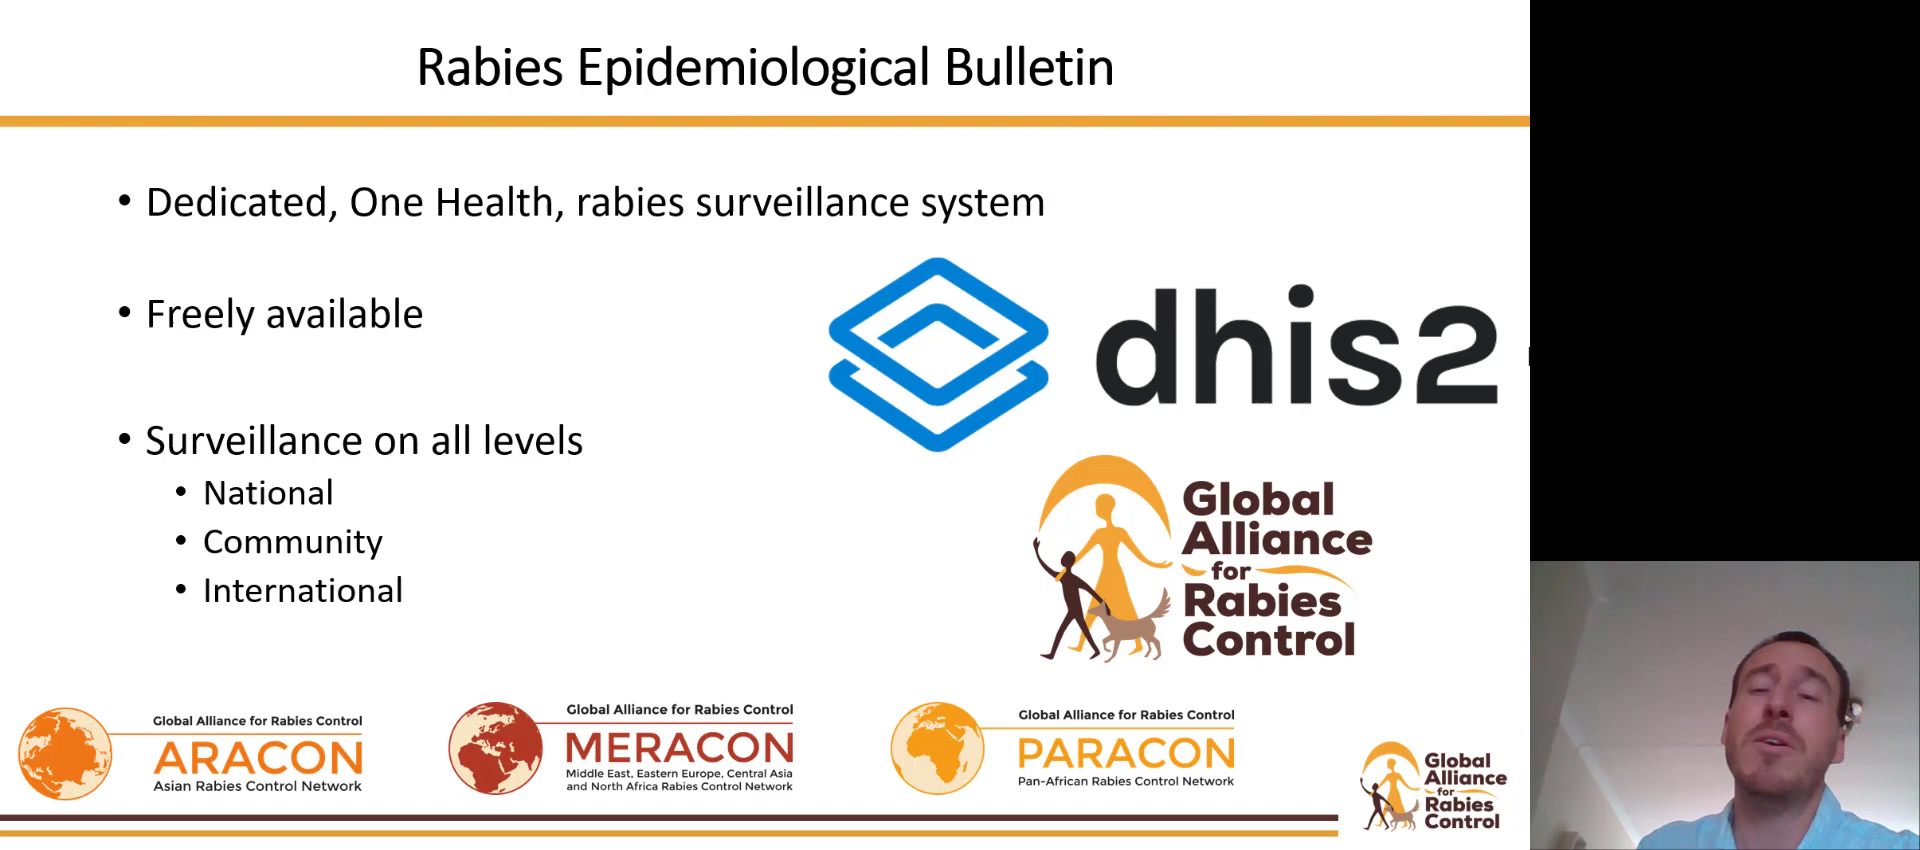 Rabies Epidemiological Bulletin
• Dedicated, One Health, rabies surveillance system
• Freely available
dhis2
• Surveillance on all levels
• National
• Community
• International
Global
Alliance
for
Rabies
Control
Global Alliance for Rabies Control
ARACON
Asian Rabies Control Network
Global Alliance for Rabies Control
MERACON
Middle East, Eastern Europe, Central Asia
and North Africa Rabies Control Network
Global Alliance for Rabies Control
PARACON
Pan-African Rabies Control Network
Global
Alliance
for
Rabies
Control